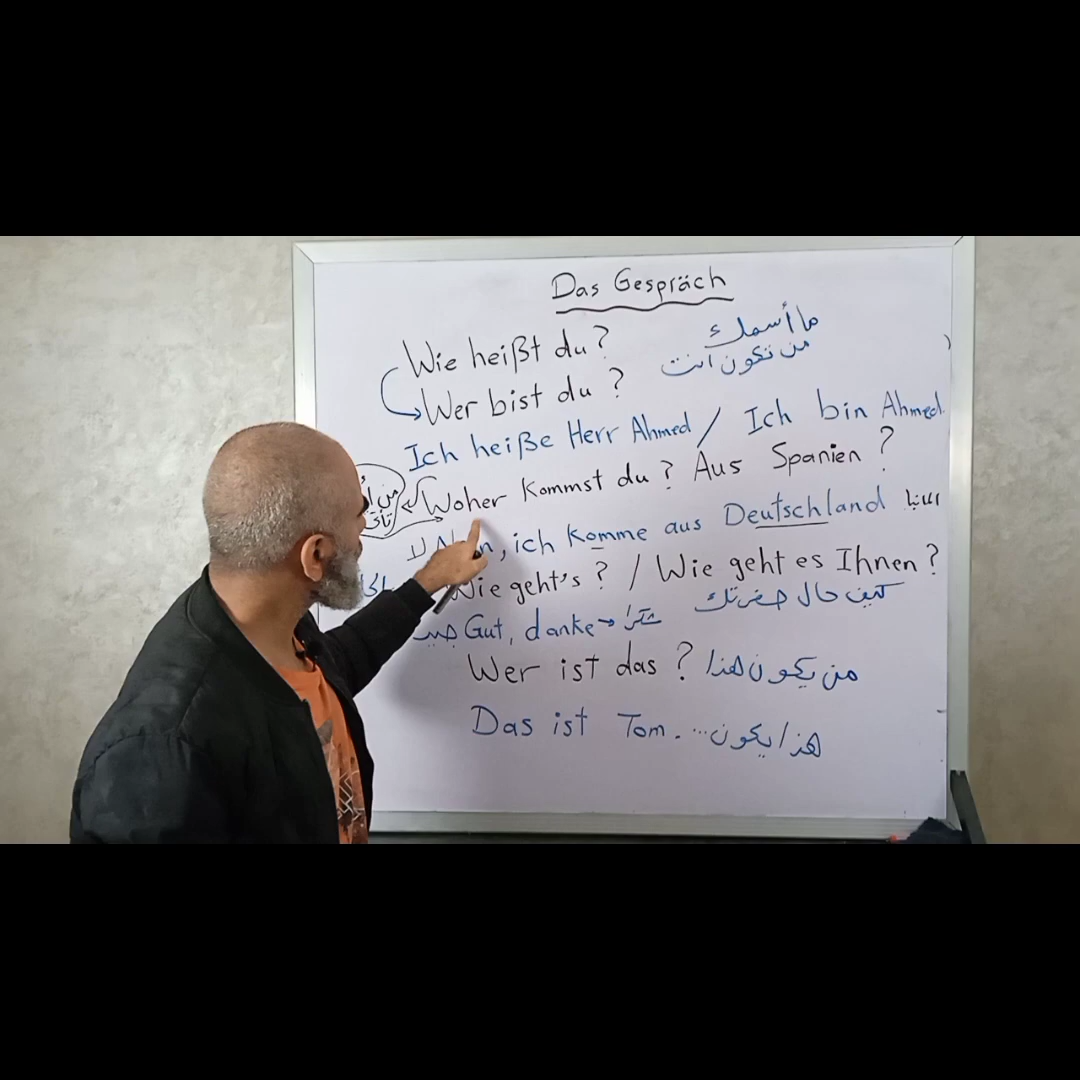 Das Gespräch
Wie heißt du? ما أسمك
Wer bist du? من تكون انت
Ich heiße Herr Ahmed / Ich bin Ahmed.
Woher kommst du? Aus Spanien?
لا, ich komme aus Deutschland
Wie geht's? / Wie geht es Ihnen?
كيف حال حضرتك
جيد Gut, danke → شكرا
Wer ist das? من يكون هذا
Das ist Tom. هذا يكون...